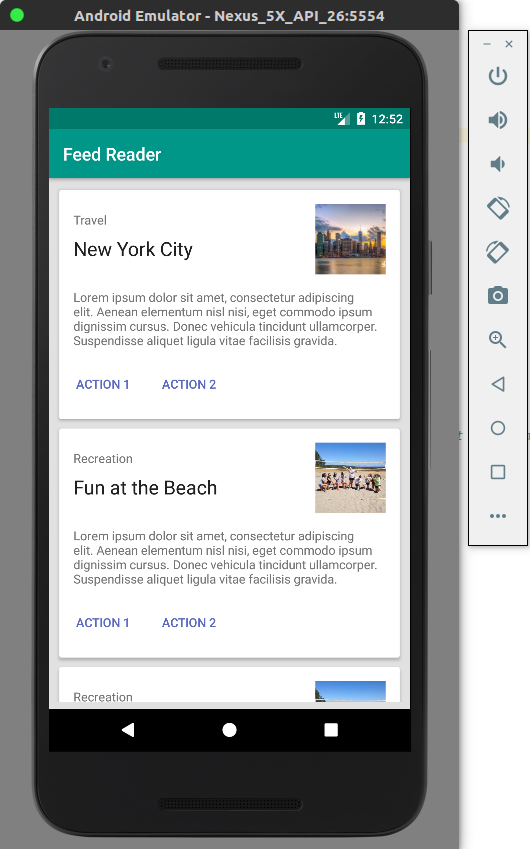 Android Emulator - Nexus_5X_API_26:5554
LTE 12:52
Feed Reader
Travel
New York City
Lorem ipsum dolor sit amet, consectetur adipiscing
elit. Aenean elementum nisl nisi, eget commodo ipsum
dignissim cursus. Donec vehicula tincidunt ullamcorper.
Suspendisse aliquet ligula vitae facilisis gravida.
ACTION 1 ACTION 2
Recreation
Fun at the Beach
Lorem ipsum dolor sit amet, consectetur adipiscing
elit. Aenean elementum nisl nisi, eget commodo ipsum
dignissim cursus. Donec vehicula tincidunt ullamcorper.
Suspendisse aliquet ligula vitae facilisis gravida.
ACTION 1 ACTION 2
Recreation